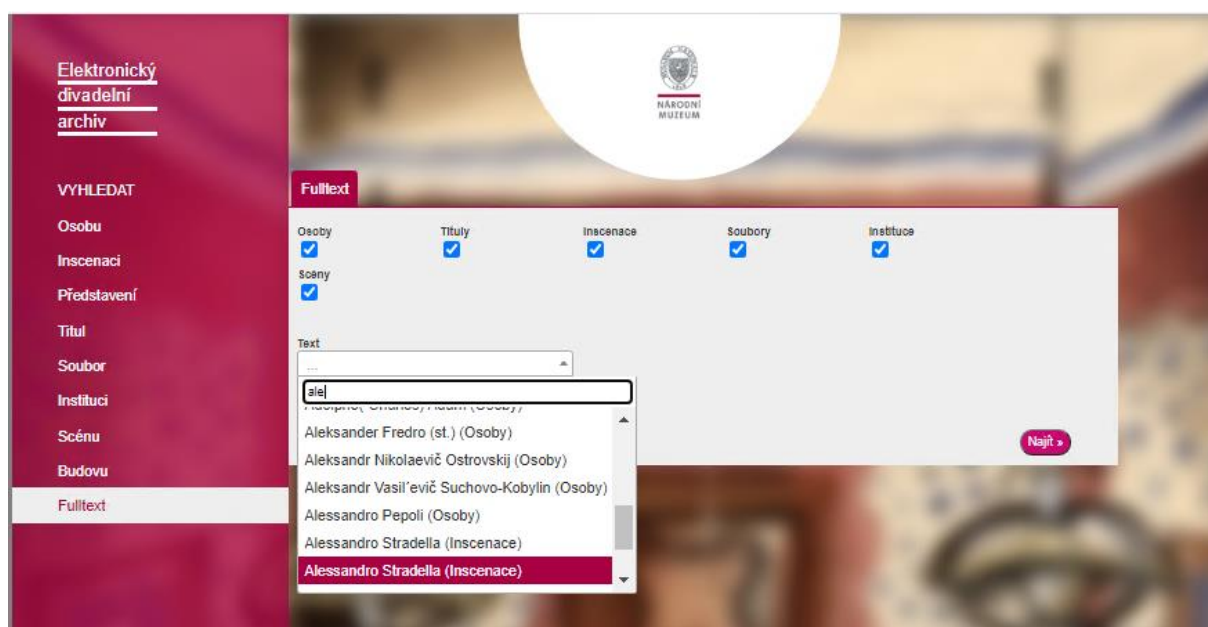 Elektronický
divadelní
archiv
NÁRODNÍ
MUZEUM
VYHLEDAT
Osobu
Inscenaci
Představení
Titul
Soubor
Instituci
Scénu
Budovu
Fulltext
Fulltext
Osoby Tituly Inscenace Soubory Instituce
Scény
Text
...
ale
Aleksander Fredro (st.) (Osoby)
Aleksandr Nikolaevič Ostrovskij (Osoby)
Aleksandr Vasil´evič Suchovo-Kobylin (Osoby)
Alessandro Pepoli (Osoby)
Alessandro Stradella (Inscenace)
Alessandro Stradella (Inscenace)
Najít »